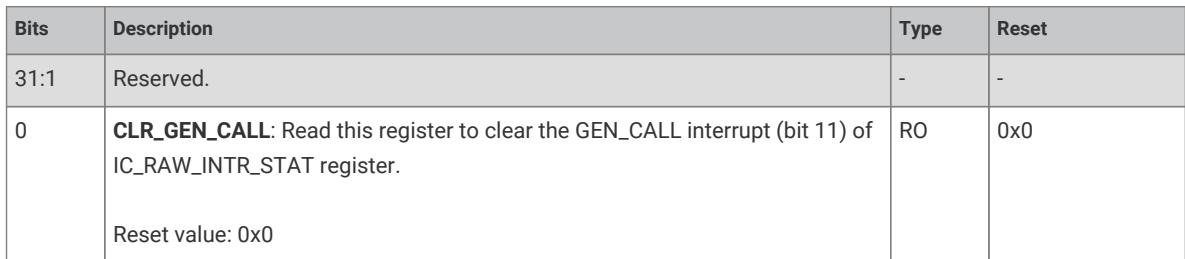 Bits Description Type Reset
31:1 Reserved. - -
0 CLR_GEN_CALL: Read this register to clear the GEN_CALL interrupt (bit 11) of RO 0x0
IC_RAW_INTR_STAT register.
Reset value: 0x0